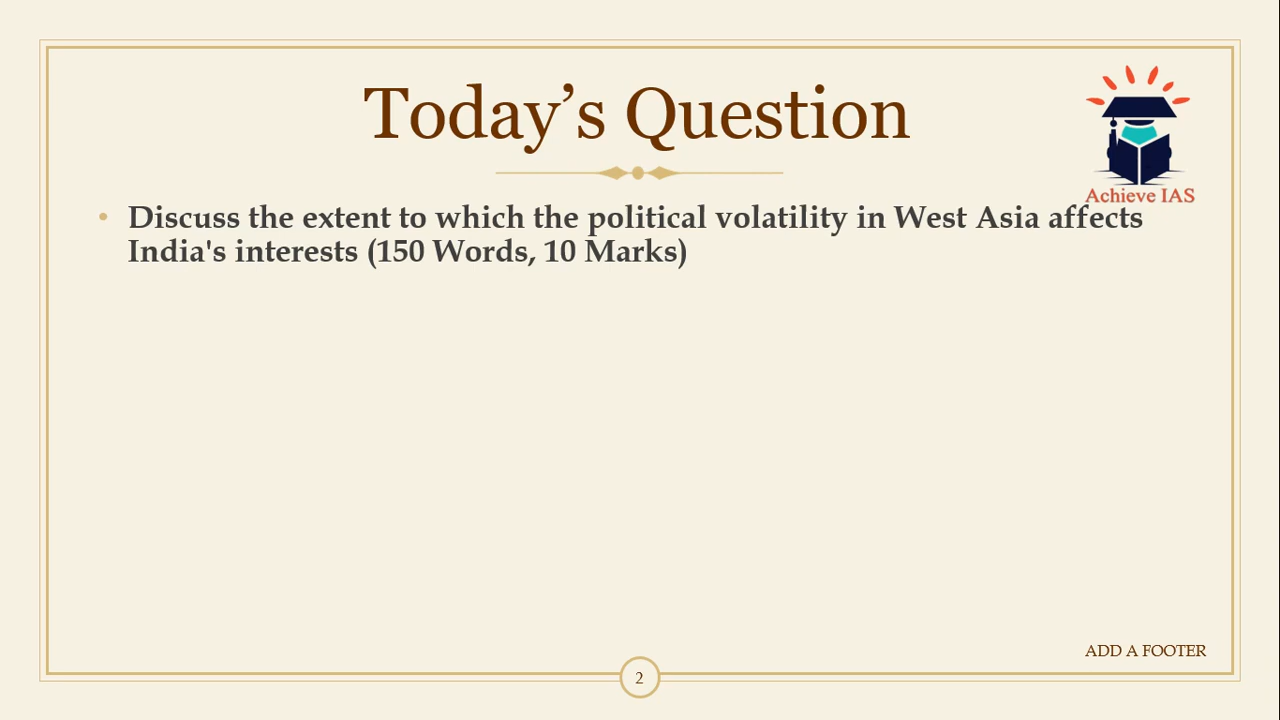 Today’s Question
Achieve IAS
• Discuss the extent to which the political volatility in West Asia affects
India's interests (150 Words, 10 Marks)
ADD A FOOTER
2